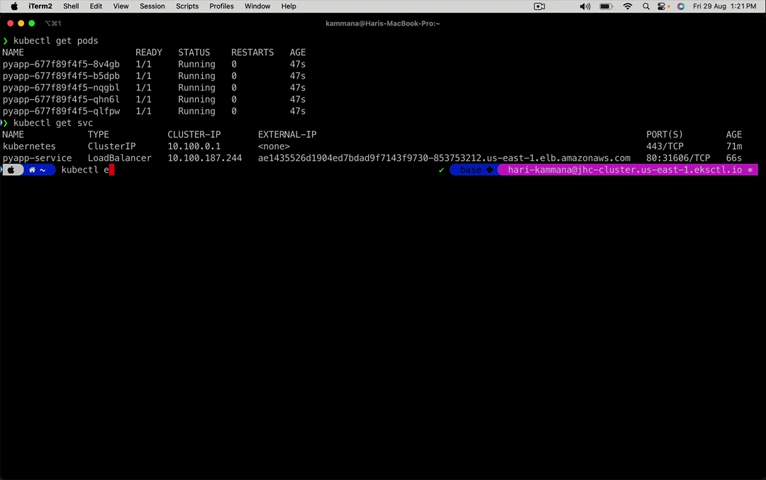 iTerm2 Shell Edit View Session Scripts Profiles Window Help Fri 29 Aug 1:21 PM
⌥⌘1 kammana@Haris-MacBook-Pro:~
❯ kubectl get pods
NAME READY STATUS RESTARTS AGE
pyapp-677f89f4f5-8v4gb 1/1 Running 0 47s
pyapp-677f89f4f5-b5dpb 1/1 Running 0 47s
pyapp-677f89f4f5-nqgbl 1/1 Running 0 47s
pyapp-677f89f4f5-qhn6l 1/1 Running 0 47s
pyapp-677f89f4f5-qlfpw 1/1 Running 0 47s
❯ kubectl get svc
NAME TYPE CLUSTER-IP EXTERNAL-IP PORT(S) AGE
kubernetes ClusterIP 10.100.0.1 <none> 443/TCP 71m
pyapp-service LoadBalancer 10.100.187.244 ae1435526d1904ed7bdad9f7143f9730-853753212.us-east-1.elb.amazonaws.com 80:31606/TCP 66s
~ kubectl e ✔ base hari-kammana@jhc-cluster.us-east-1.eksctl.io